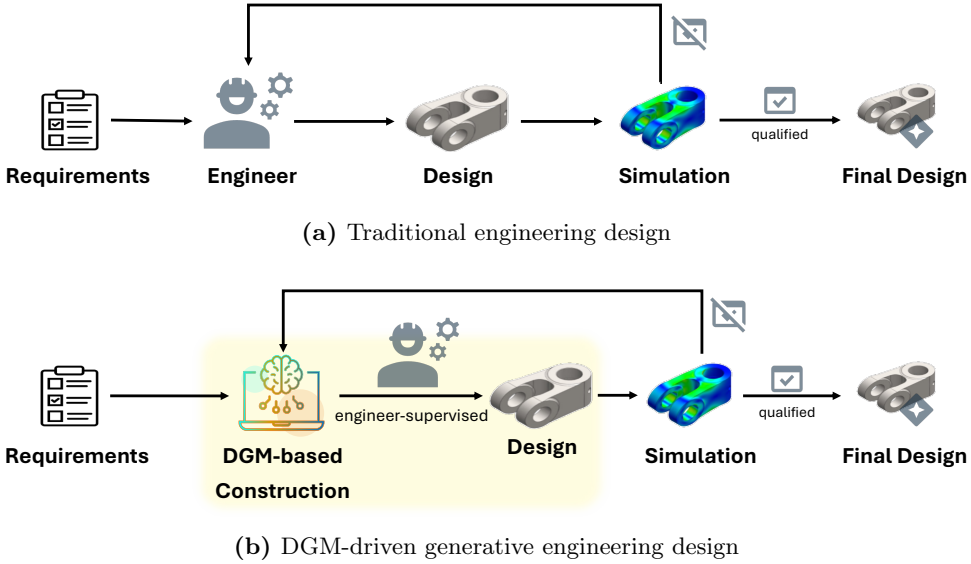 Requirements
Engineer
Design
Simulation
qualified
Final Design
(a) Traditional engineering design
Requirements
DGM-based
Construction
engineer-supervised
Design
Simulation
qualified
Final Design
(b) DGM-driven generative engineering design